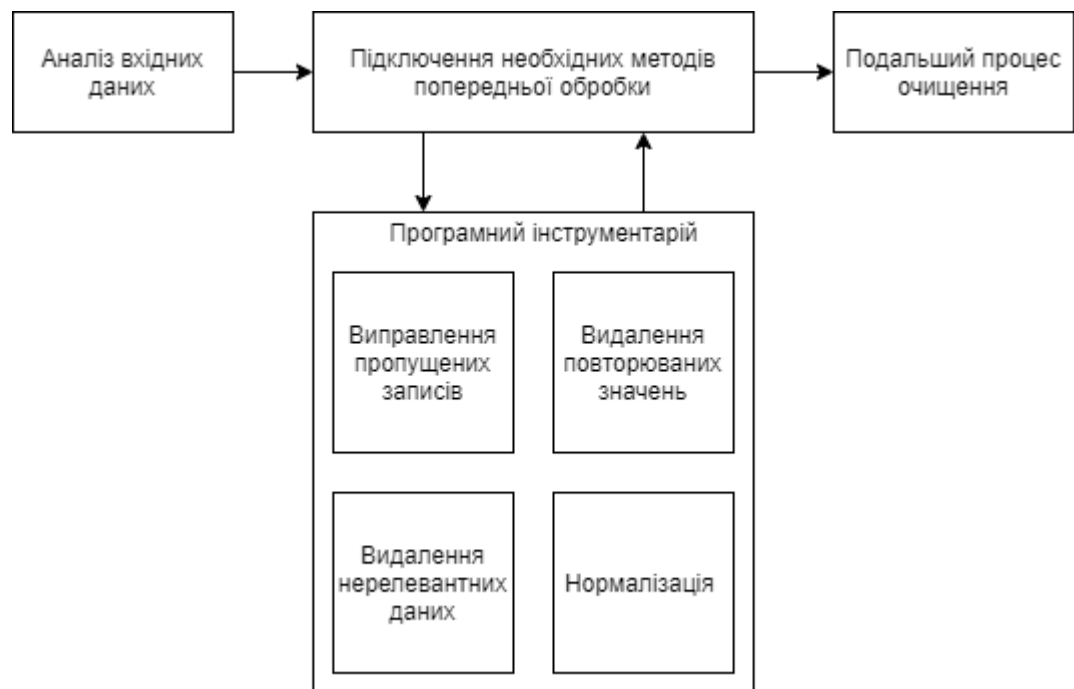 Аналіз вхідних
даних
Підключення необхідних методів
попередньої обробки
Подальший процес
очищення
Програмний інструментарій
Виправлення
пропущених
записів
Видалення
повторюваних
значень
Видалення
нерелевантних
даних
Нормалізація